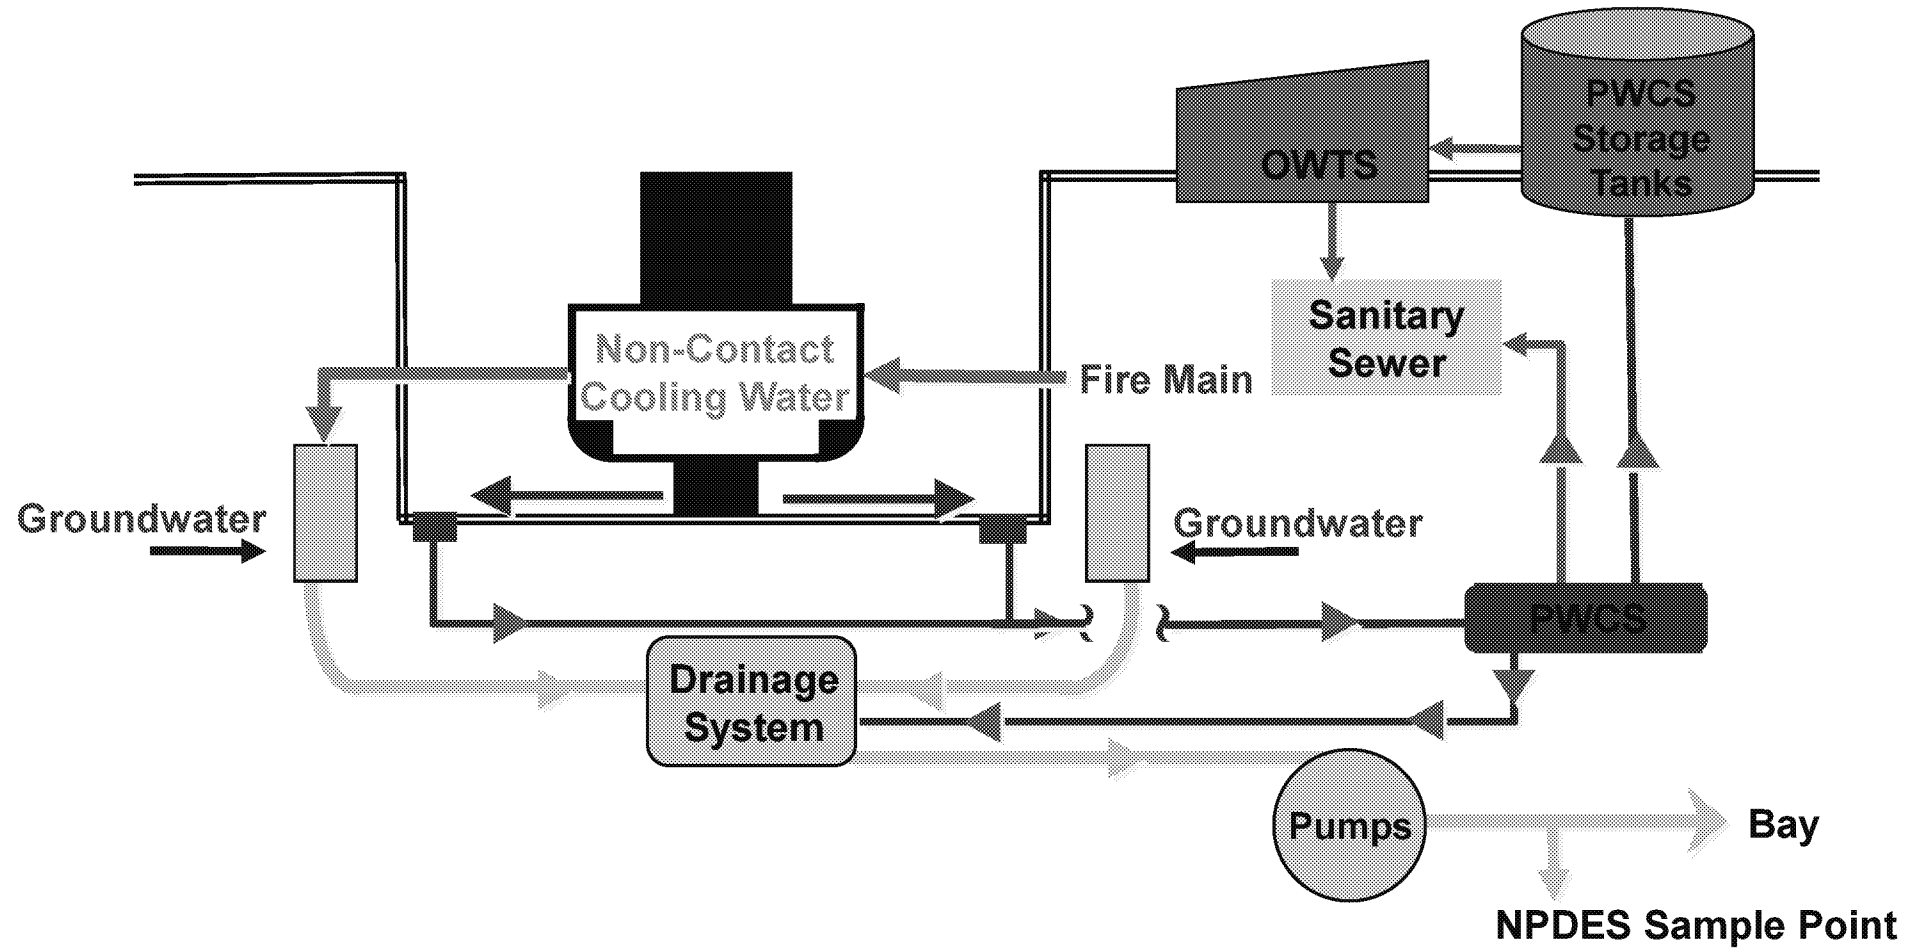 PWCS
Storage
Tanks
OWTS
Sanitary
Sewer
Non-Contact
Cooling Water
Fire Main
Groundwater
Groundwater
PWCS
Drainage
System
Pumps
Bay
NPDES Sample Point